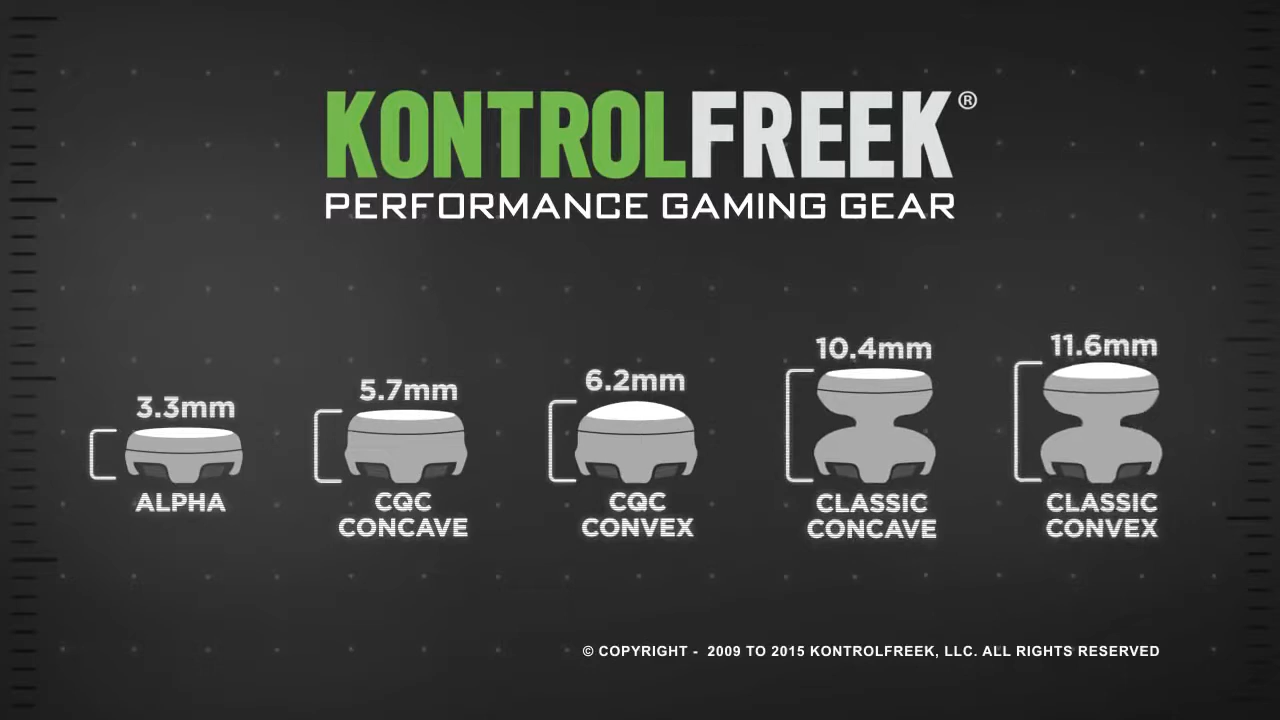 KONTROLFREEK®
PERFORMANCE GAMING GEAR
3.3mm
ALPHA
5.7mm
CQC
CONCAVE
6.2mm
CQC
CONVEX
10.4mm
CLASSIC
CONCAVE
11.6mm
CLASSIC
CONVEX
© COPYRIGHT - 2009 TO 2015 KONTROLFREEK, LLC. ALL RIGHTS RESERVED